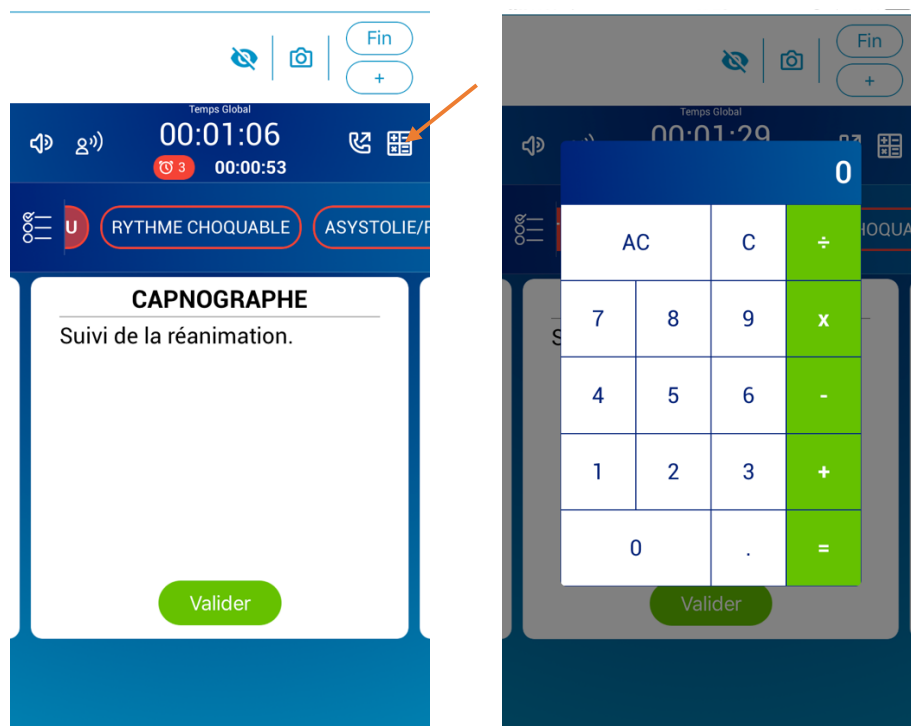 Fin
+
Temps Global
00:01:06
3 00:00:53
U RYTHME CHOQUABLE ASYSTOLIE/
CAPNOGRAPHE
Suivi de la réanimation.
Valider
Fin
+
Temps Global
00:01:29
0
HOQUA
AC C ÷
7 8 9 x
S
4 5 6 -
1 2 3 +
0 . =
Valider